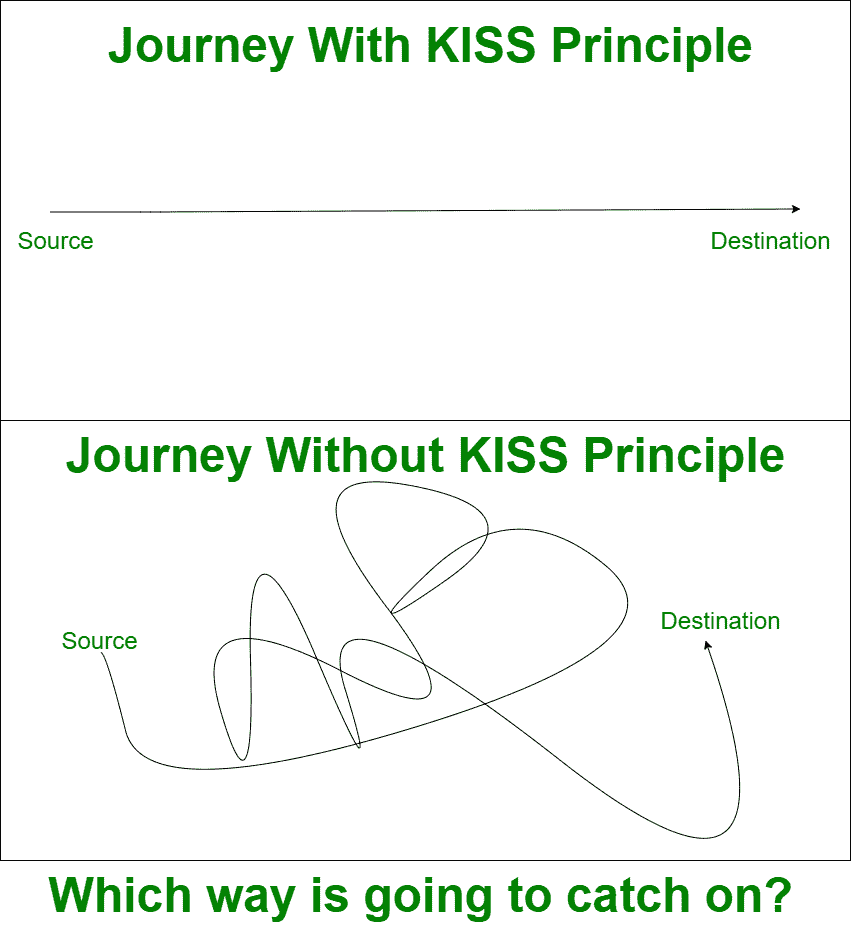 Journey With KISS Principle
Source
Destination
Journey Without KISS Principle
Source
Destination
Which way is going to catch on?